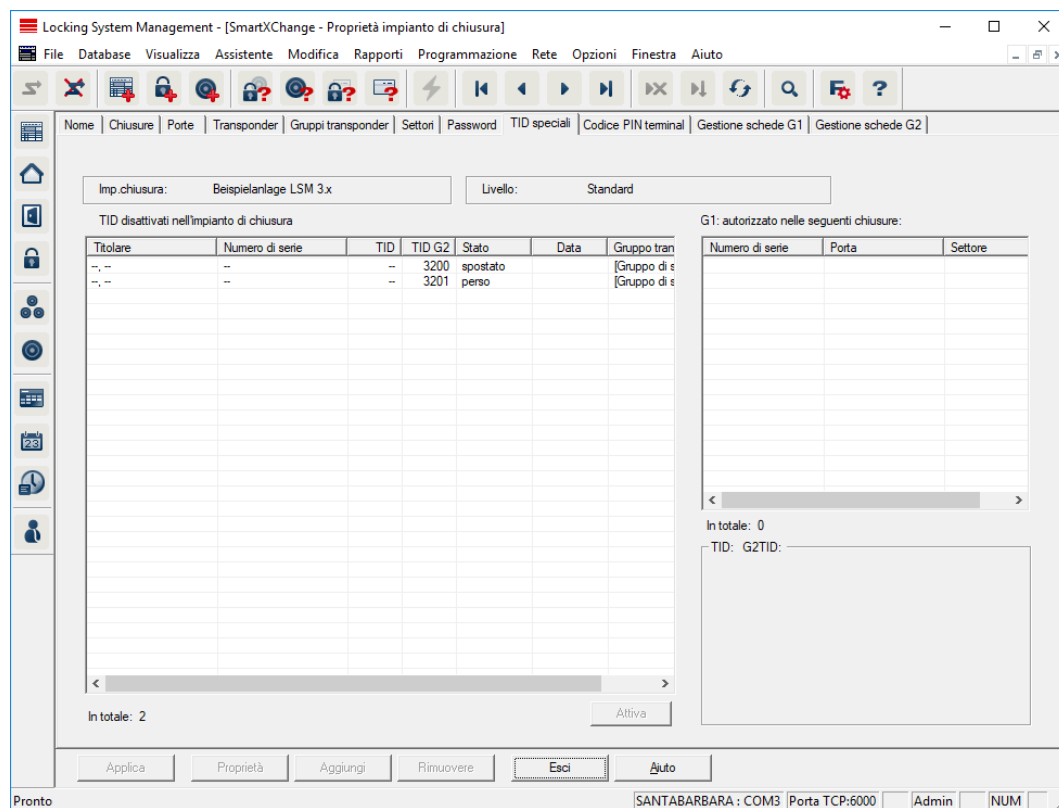 Locking System Management - [SmartXChange - Proprietà impianto di chiusura]
File Database Visualizza Assistente Modifica Rapporti Programmazione Rete Opzioni Finestra Aiuto
Nome Chiusure Porte Transponder Gruppi transponder Settori Password TID speciali Codice PIN terminal Gestione schede G1 Gestione schede G2
Imp.chiusura: Beispielanlage LSM 3.x Livello: Standard
TID disattivati nell'impianto di chiusura G1: autorizzato nelle seguenti chiusure:
Titolare Numero di serie TID TID G2 Stato Data Gruppo tran Numero di serie Porta Settore
--, -- -- -- 3200 spostato [Gruppo di s
--, -- -- -- 3201 perso [Gruppo di s
In totale: 0
TID: G2TID:
In totale: 2 Attiva
Applica Proprietà Aggiungi Rimuovere Esci Aiuto
Pronto SANTABARBARA : COM3 Porta TCP:6000 Admin NUM